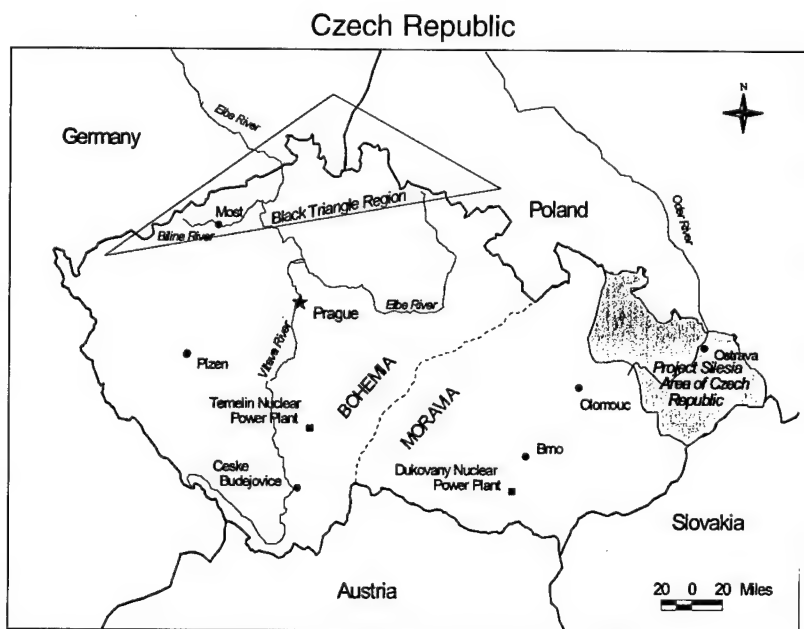 Czech Republic
N
Elbe River
Germany
Most
Black Triangle Region
Biline River
Poland
Oder River
Elbe River
Prague
Vltava River
Plzen
BOHEMIA
MORAVIA
Ostrava
Project Silesia
Area of Czech
Republic
Olomouc
Temelin Nuclear
Power Plant
Brno
Ceske
Budejovice
Dukovany Nuclear
Power Plant
Slovakia
Austria
20 0 20 Miles